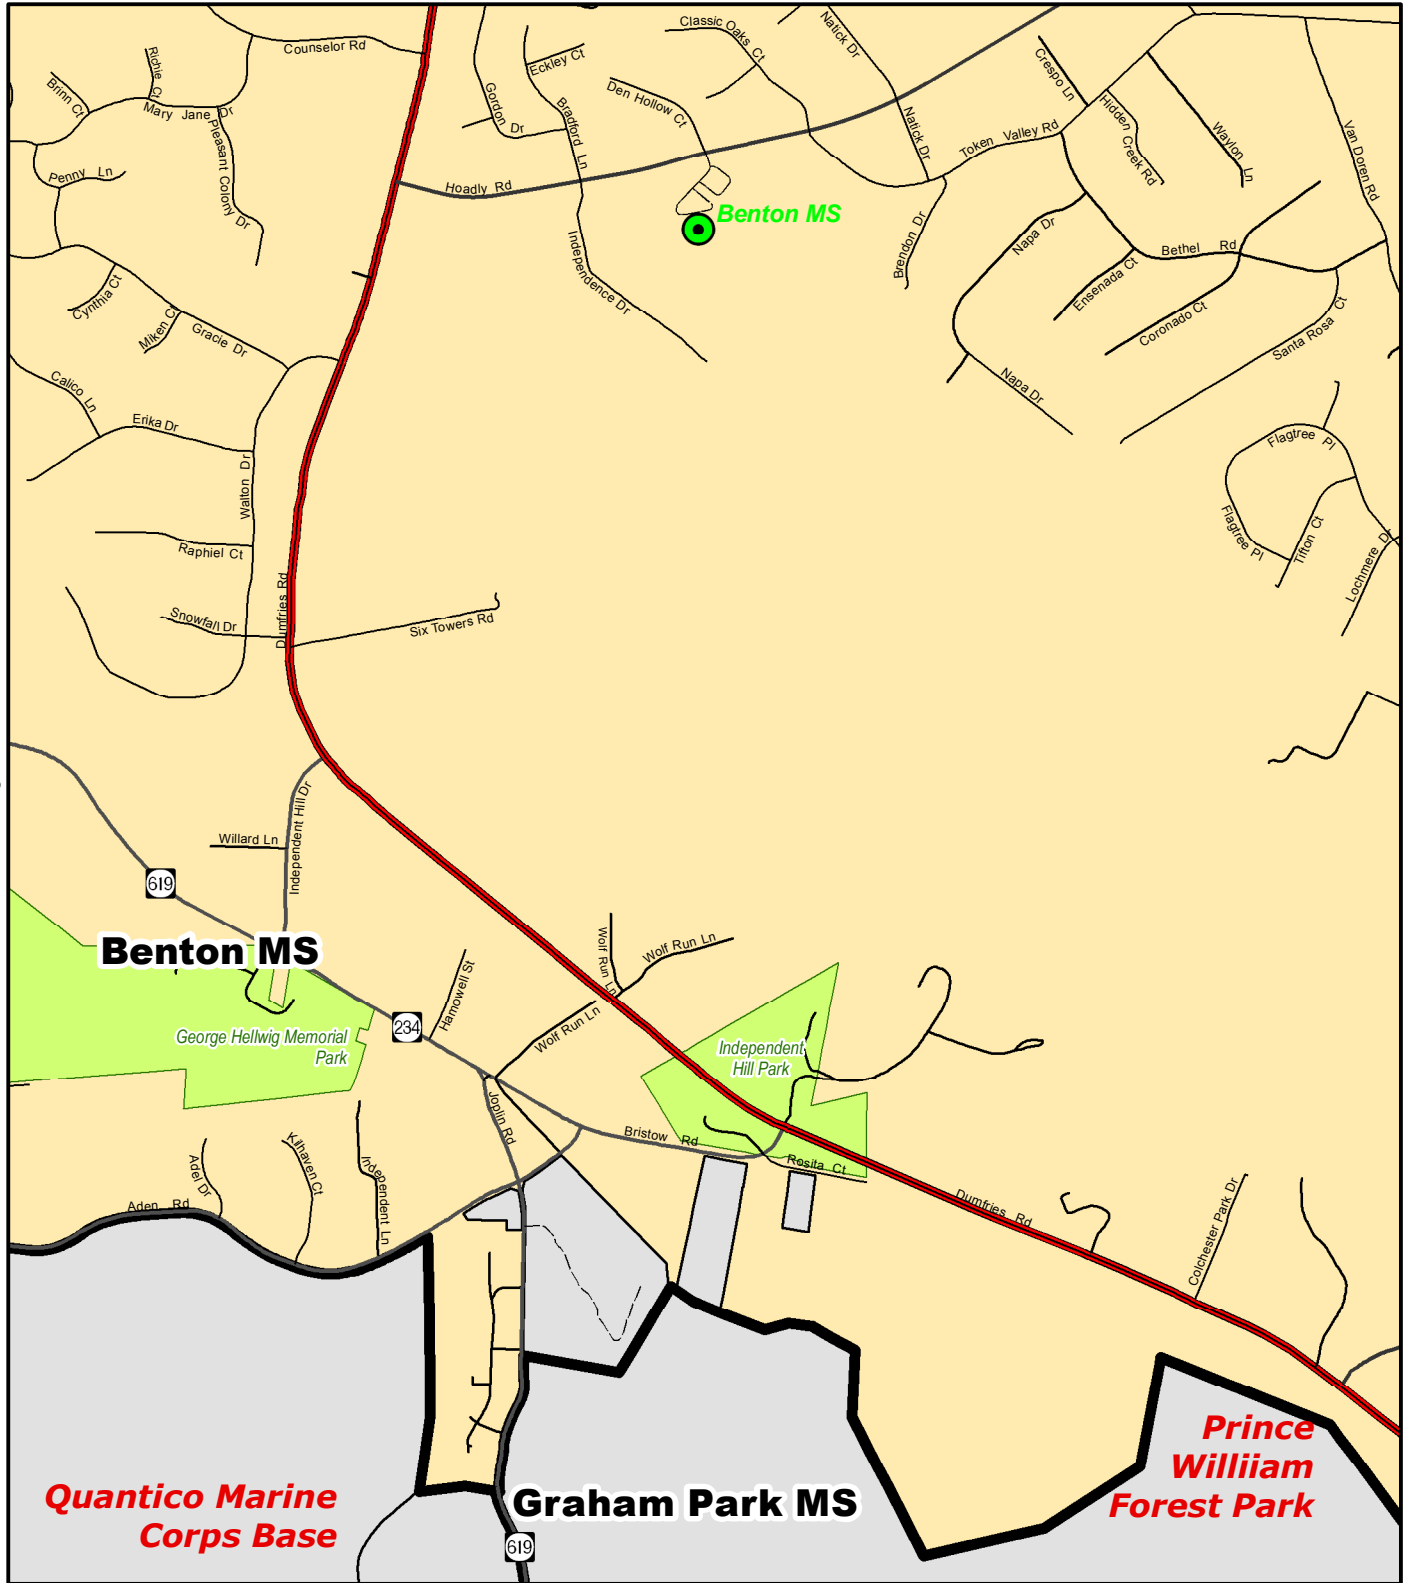 Counselor Rd
Classic Oaks Ct
Natick Dr
Richie Ct
Brinn Ct
Mary Jane Dr
Pleasant Colony Dr
Penny Ln
Eckley Ct
Gordon Dr
Bradford Ln
Den Hollow Ct
Crespo Ln
Hidden Creek Rd
Waylon Ln
Van Doren Rd
Natick Dr
Token Valley Rd
Hoadly Rd
Benton MS
Brendon Dr
Napa Dr
Bethel Rd
Ensenada Ct
Coronado Ct
Santa Rosa Ct
Independence Dr
Cynthia Ct
Miken Ct
Gracie Dr
Calico Ln
Erika Dr
Walton Dr
Napa Dr
Flagtree Pl
Flagtree Pl
Tifton Ct
Lochmere Dr
Raphiel Ct
Dumfries Rd
Snowfall Dr
Six Towers Rd
Independent Hill Dr
Willard Ln
619
Benton MS
Wolf Run Ln
Wolf Run Ln
Hamowell St
234
Wolf Run Ln
George Hellwig Memorial
Park
Independent
Hill Park
Joplin Rd
Bristow Rd
Rosita Ct
Adel Dr
Kilhaven Ct
Independent Ln
Aden Rd
Dumfries Rd
Colchester Park Dr
Prince
Williiam
Forest Park
Quantico Marine
Corps Base
Graham Park MS
619